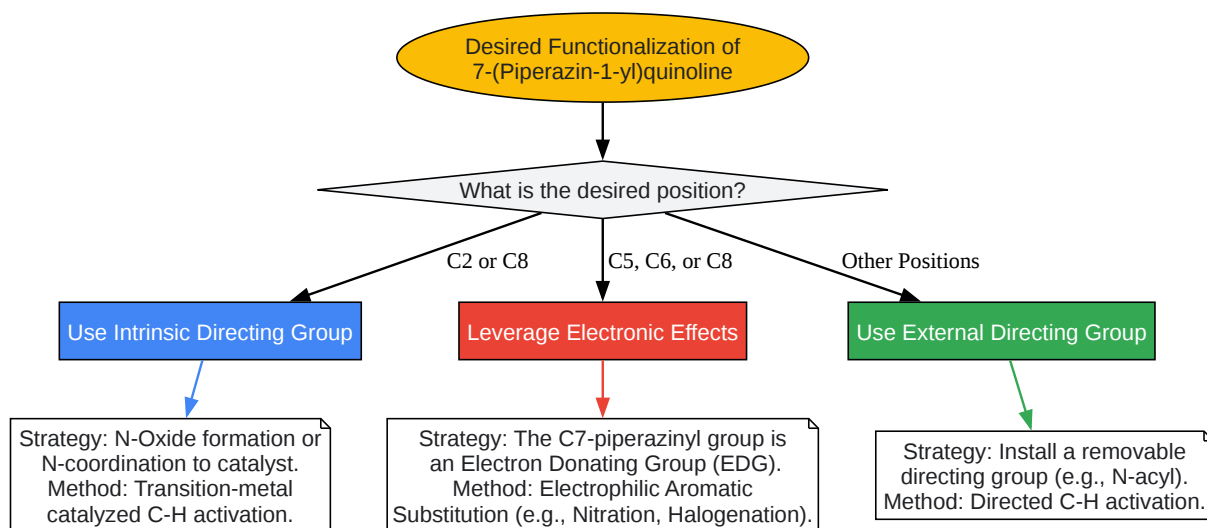 Desired Functionalization of
7-(Piperazin-1-yl)quinoline
What is the desired position?
C2 or C8
C5, C6, or C8
Other Positions
Use Intrinsic Directing Group
Leverage Electronic Effects
Use External Directing Group
Strategy: N-Oxide formation or
N-coordination to catalyst.
Method: Transition-metal
catalyzed C-H activation.
Strategy: The C7-piperazinyl group is
an Electron Donating Group (EDG).
Method: Electrophilic Aromatic
Substitution (e.g., Nitration, Halogenation).
Strategy: Install a removable
directing group (e.g., N-acyl).
Method: Directed C-H activation.